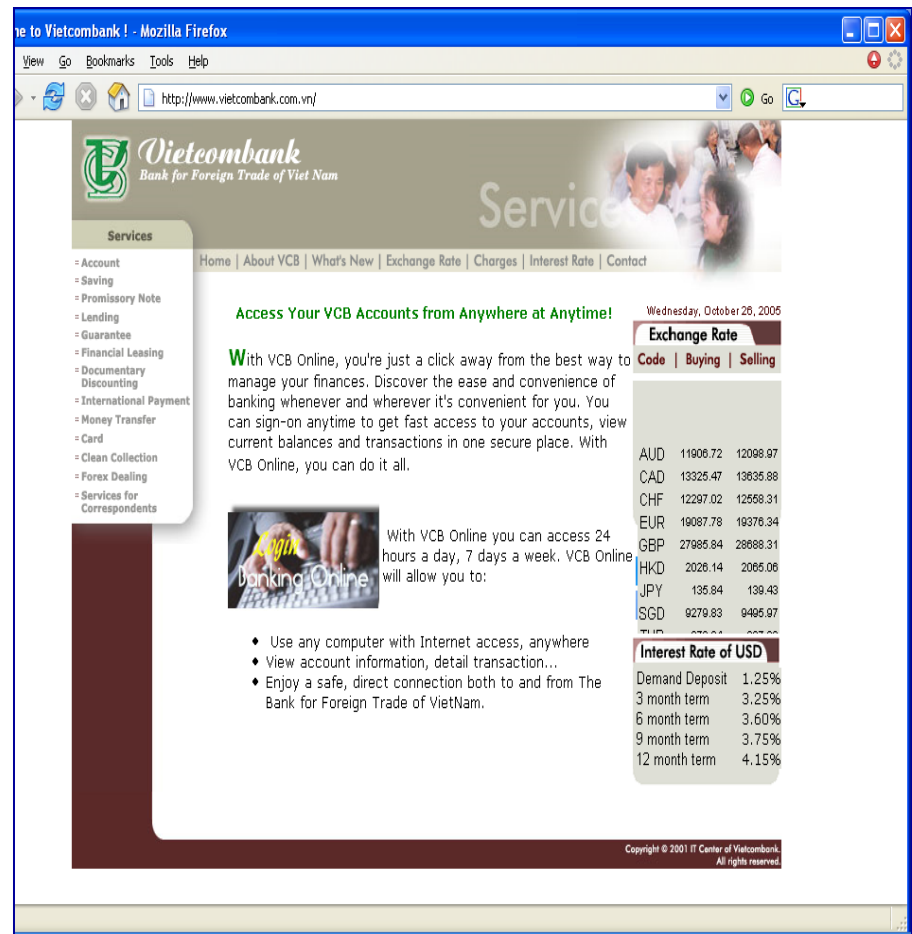 ne to Vietcombank ! - Mozilla Firefox
View Go Bookmarks Tools Help
http://www.vietcombank.com.vn/
Go
Vietcombank
Bank for Foreign Trade of Viet Nam
Services
Services
Home | About VCB | What's New | Exchange Rate | Charges | Interest Rate | Contact
Account
Saving
Promissory Note
Lending
Guarantee
Financial Leasing
Documentary
Discounting
International Payment
Money Transfer
Card
Clean Collection
Forex Dealing
Services for
Correspondents
Access Your VCB Accounts from Anywhere at Anytime!
With VCB Online, you're just a click away from the best way to
manage your finances. Discover the ease and convenience of
banking whenever and wherever it's convenient for you. You
can sign-on anytime to get fast access to your accounts, view
current balances and transactions in one secure place. With
VCB Online, you can do it all.
Login
Banking Online
With VCB Online you can access 24
hours a day, 7 days a week. VCB Online
will allow you to:
Use any computer with Internet access, anywhere
View account information, detail transaction...
Enjoy a safe, direct connection both to and from The
Bank for Foreign Trade of VietNam.
Wednesday, October 26, 2005
Exchange Rate
Code | Buying | Selling
AUD 11906.72 12098.97
CAD 13325.47 13635.88
CHF 12297.02 12558.31
EUR 19087.78 19376.34
GBP 27985.84 28688.31
HKD 2026.14 2065.06
JPY 135.84 139.43
SGD 9279.83 9495.97
Interest Rate of USD
Demand Deposit 1.25%
3 month term 3.25%
6 month term 3.60%
9 month term 3.75%
12 month term 4.15%
Copyright © 2001 IT Center of Vietcombank.
All rights reserved.